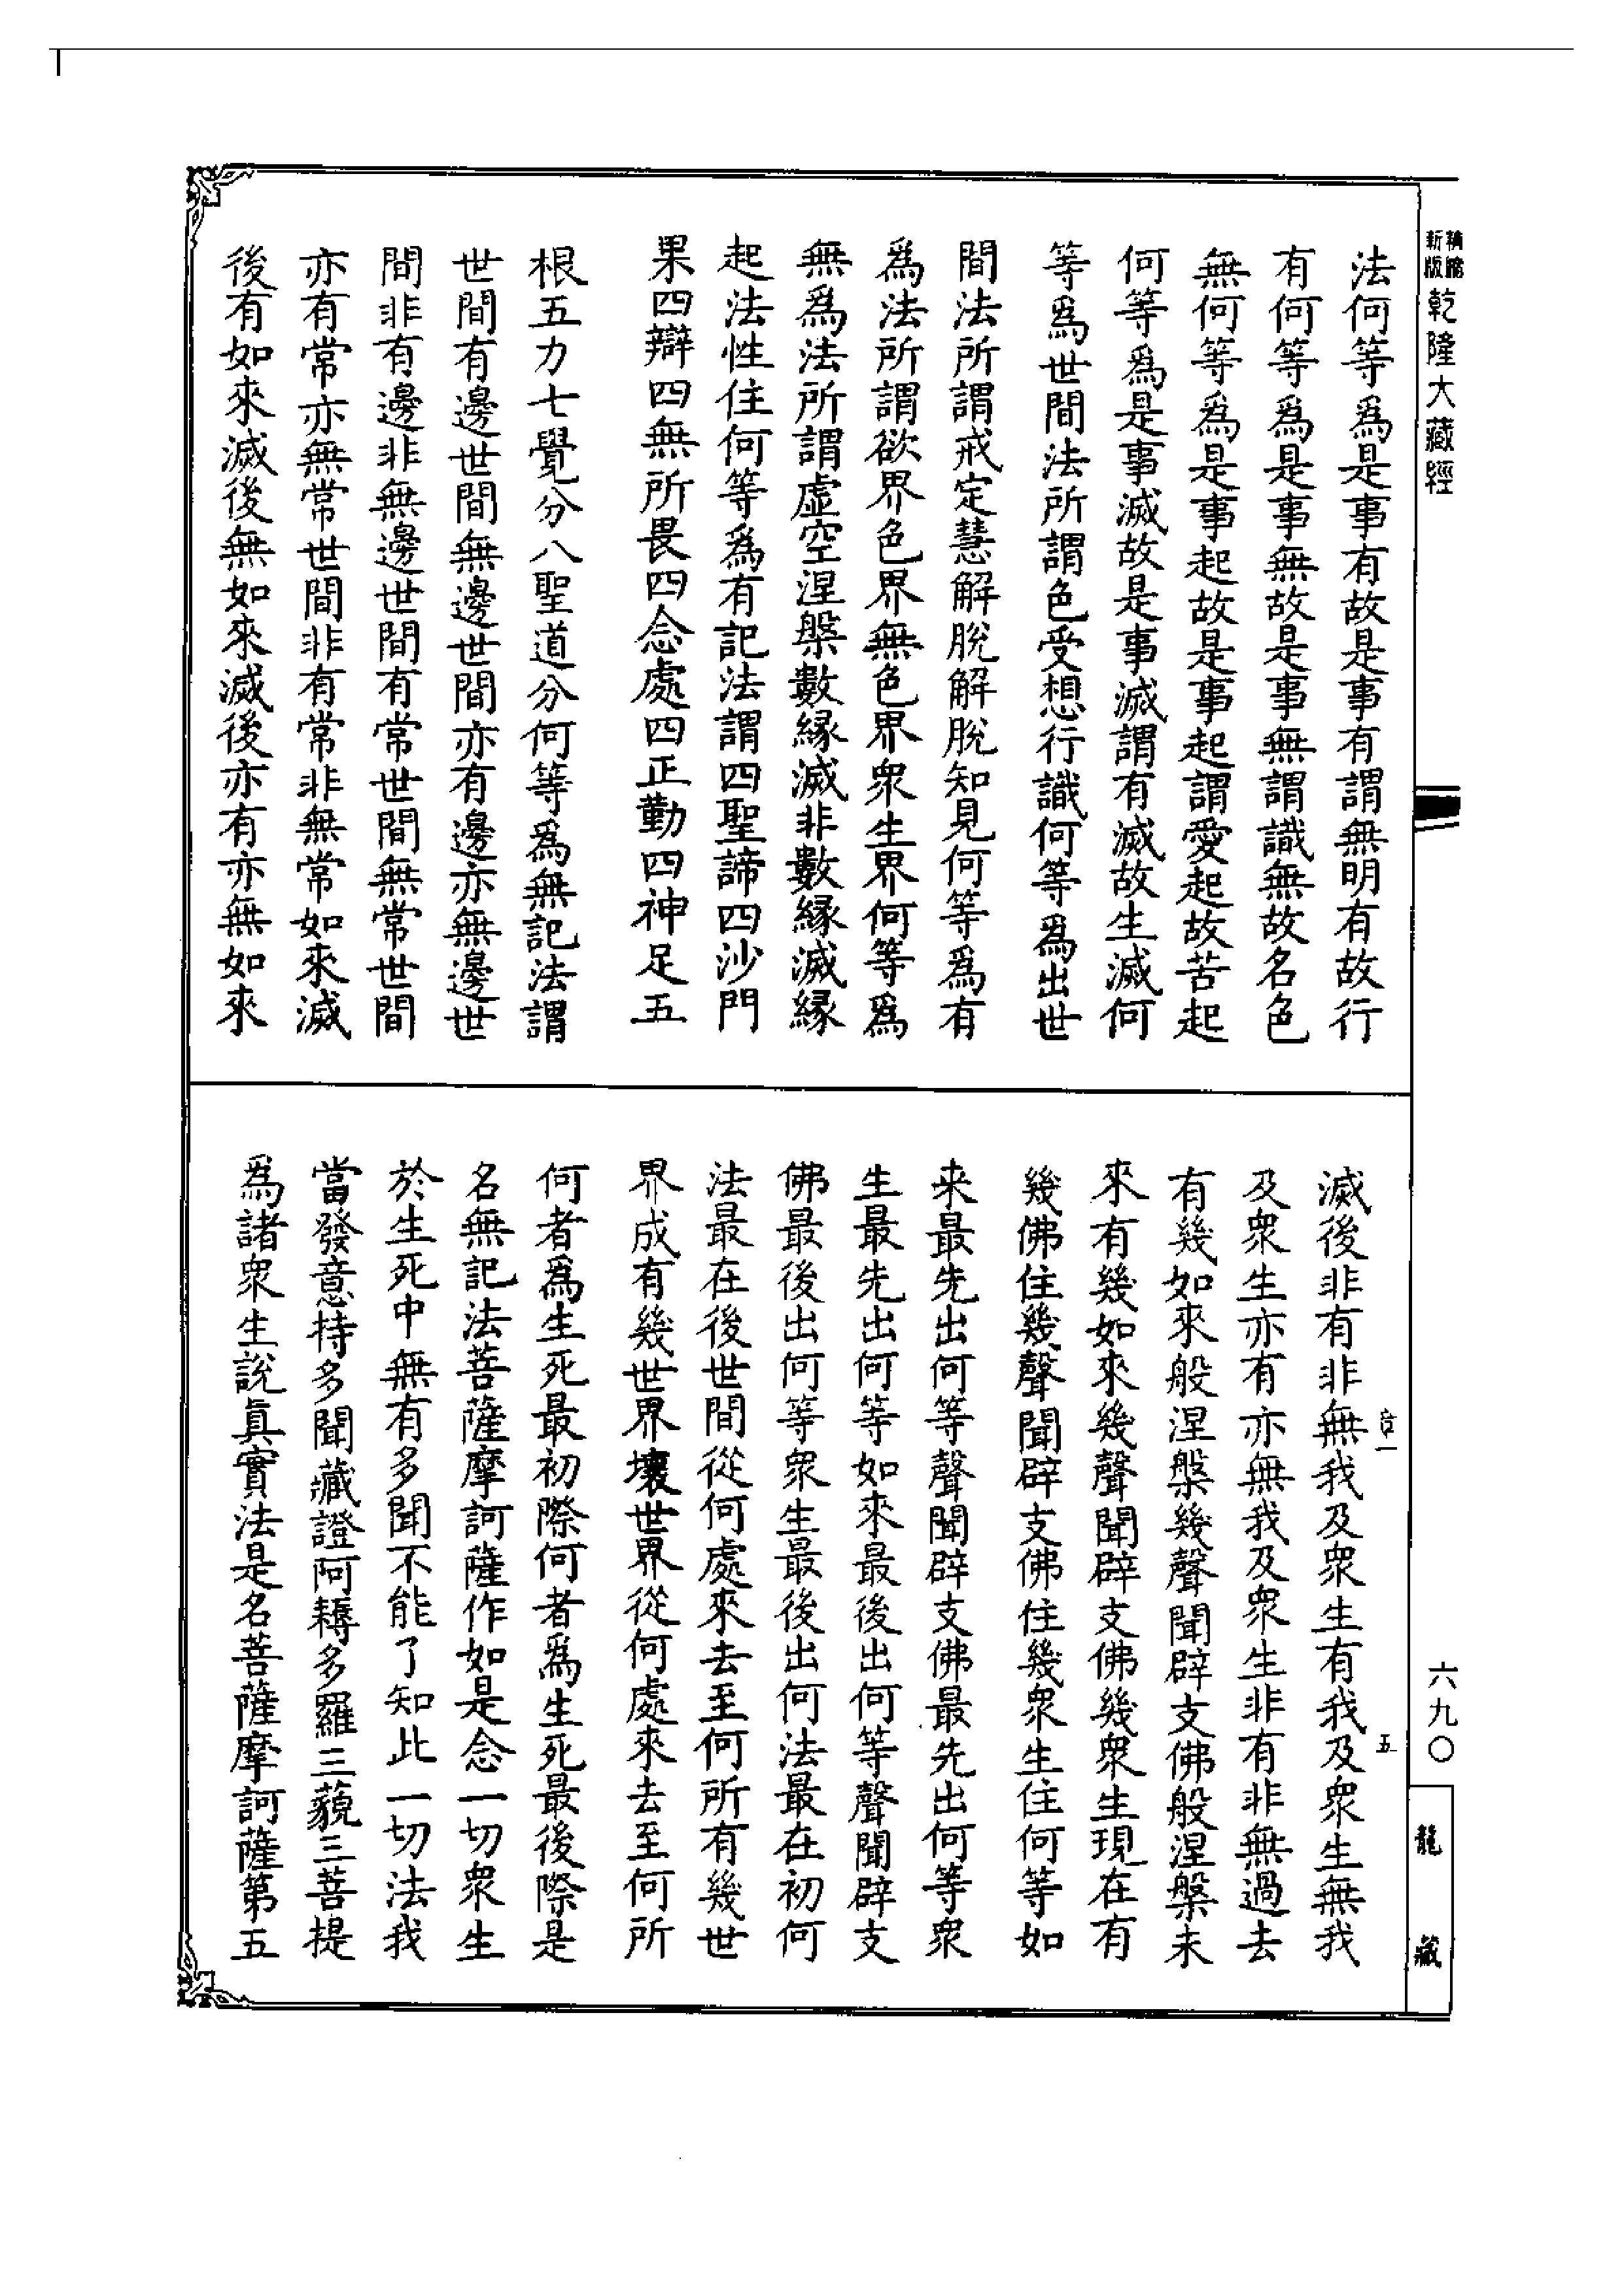 新版精縮乾隆大藏經
法何等爲是事有故是事有謂無明有故行
有何等爲是事無故是事無謂識無故名色
無何等爲是事起故是事起謂愛起故苦起
何等爲是事滅故是事滅謂有滅故生滅何
等爲世間法所謂色受想行識何等爲出世
間法所謂戒定慧解脫解脫知見何等爲有
爲法所謂欲界色界無色界衆生界何等爲
無爲法所謂虛空涅槃數緣滅非數緣滅緣
起法性住何等爲有記法謂四聖諦四沙門
果四辯四無所畏四念處四正勤四神足五
根五力七覺分八聖道分何等爲無記法謂
世間有邊世間無邊世間亦有邊亦無邊世
間非有邊非無邊世間有常世間無常世間
亦有常亦無常世間非有常非無常如來滅
後有如來滅後無如來滅後亦有亦無如來
滅後非有非無我及衆生有我及衆生無我
及衆生亦有亦無我及衆生非有非無過去
有幾如來般涅槃幾聲聞辟支佛般涅槃未
來有幾如來幾聲聞辟支佛幾衆生現在有
幾佛住幾聲聞辟支佛住幾衆生住何等如
来最先出何等聲聞辟支佛最先出何等衆
生最先出何等如來最後出何等聲聞辟支
佛最後出何等衆生最後出何法最在初何
法最在後世間從何處來去至何所有幾世
界成有幾世界壞世界從何處來去至何所
何者爲生死最初際何者爲生死最後際是
名無記法菩薩摩訶薩作如是念一切衆生
於生死中無有多聞不能了知此一切法我
當發意持多聞藏證阿耨多羅三藐三菩提
爲諸衆生說眞實法是名菩薩摩訶薩第五
章一
五
六九〇
龍藏